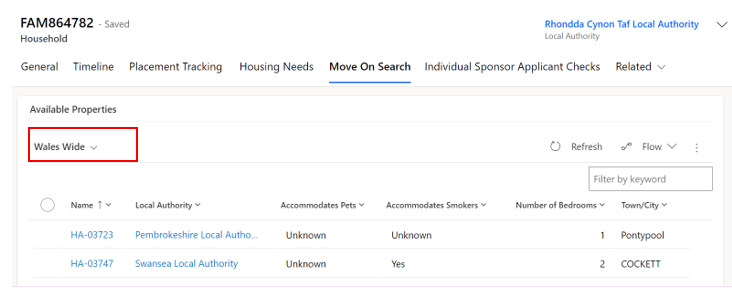 FAM864782 - Saved
Household
Rhondda Cynon Taf Local Authority
Local Authority
General Timeline Placement Tracking Housing Needs Move On Search Individual Sponsor Applicant Checks Related
Available Properties
Wales Wide
Refresh Flow
Filter by keyword
Name Local Authority Accommodates Pets Accommodates Smokers Number of Bedrooms Town/City
HA-03723 Pembrokeshire Local Autho... Unknown Unknown 1 Pontypool
HA-03747 Swansea Local Authority Unknown Yes 2 COCKETT